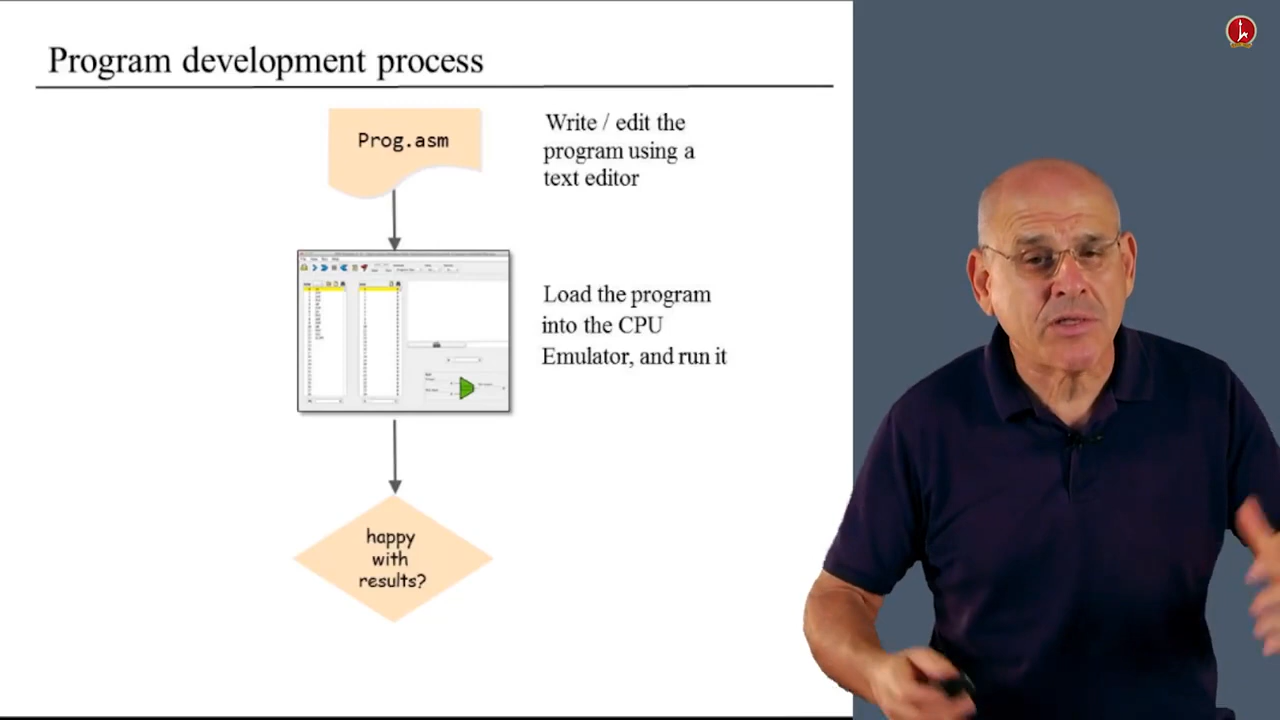 Program development process
Prog.asm
Write / edit the
program using a
text editor
Load the program
into the CPU
Emulator, and run it
happy
with
results?